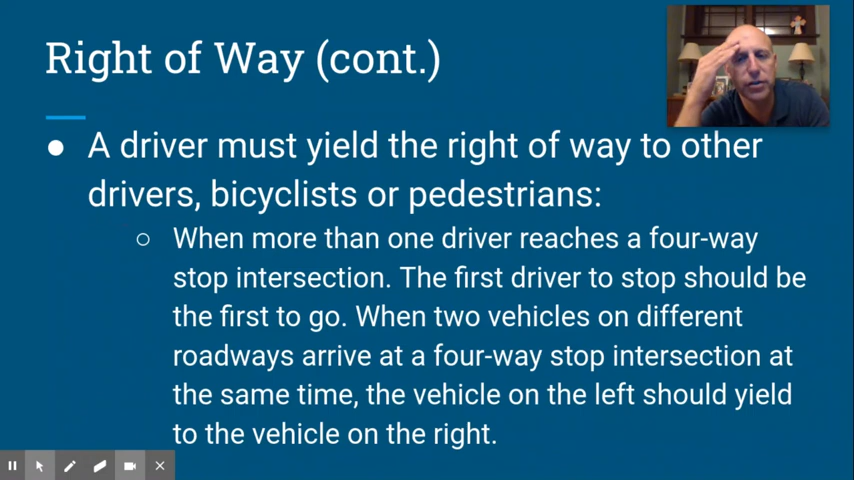 Right of Way (cont.)
● A driver must yield the right of way to other
drivers, bicyclists or pedestrians:
○ When more than one driver reaches a four-way
stop intersection. The first driver to stop should be
the first to go. When two vehicles on different
roadways arrive at a four-way stop intersection at
the same time, the vehicle on the left should yield
to the vehicle on the right.